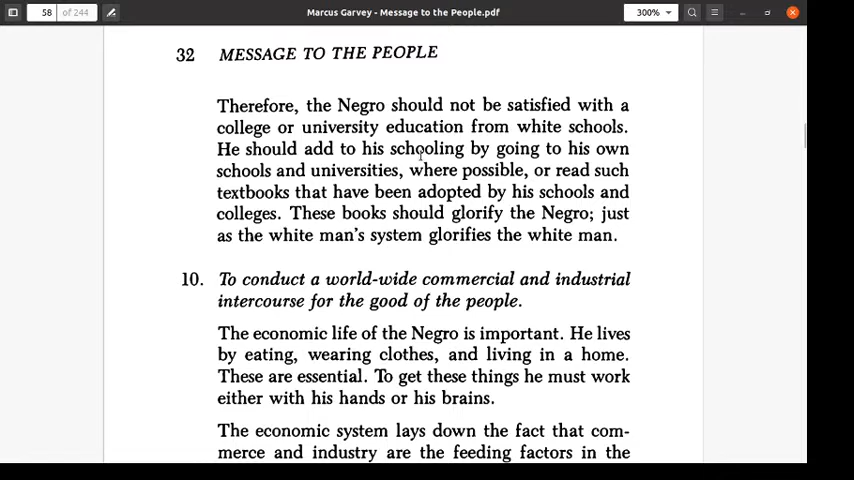 58 of 244
Marcus Garvey - Message to the People.pdf
300%
32 MESSAGE TO THE PEOPLE
Therefore, the Negro should not be satisfied with a
college or university education from white schools.
He should add to his schooling by going to his own
schools and universities, where possible, or read such
textbooks that have been adopted by his schools and
colleges. These books should glorify the Negro; just
as the white man's system glorifies the white man.
10. To conduct a world-wide commercial and industrial
intercourse for the good of the people.
The economic life of the Negro is important. He lives
by eating, wearing clothes, and living in a home.
These are essential. To get these things he must work
either with his hands or his brains.
The economic system lays down the fact that com-
merce and industry are the feeding factors in the